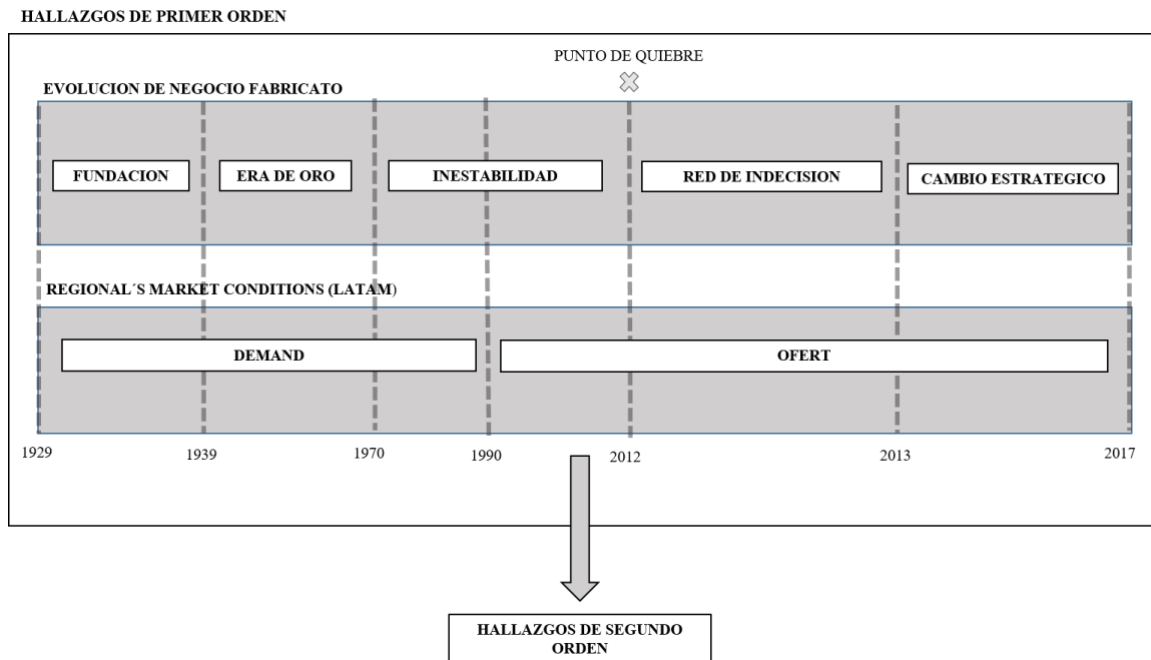 HALLAZGOS DE PRIMER ORDEN
PUNTO DE QUIEBRE
EVOLUCION DE NEGOCIO FABRICATO
FUNDACION
ERA DE ORO
INESTABILIDAD
RED DE INDECISION
CAMBIO ESTRATEGICO
REGIONAL´S MARKET CONDITIONS (LATAM)
DEMAND
OFERT
1929
1939
1970
1990
2012
2013
2017
HALLAZGOS DE SEGUNDO
ORDEN